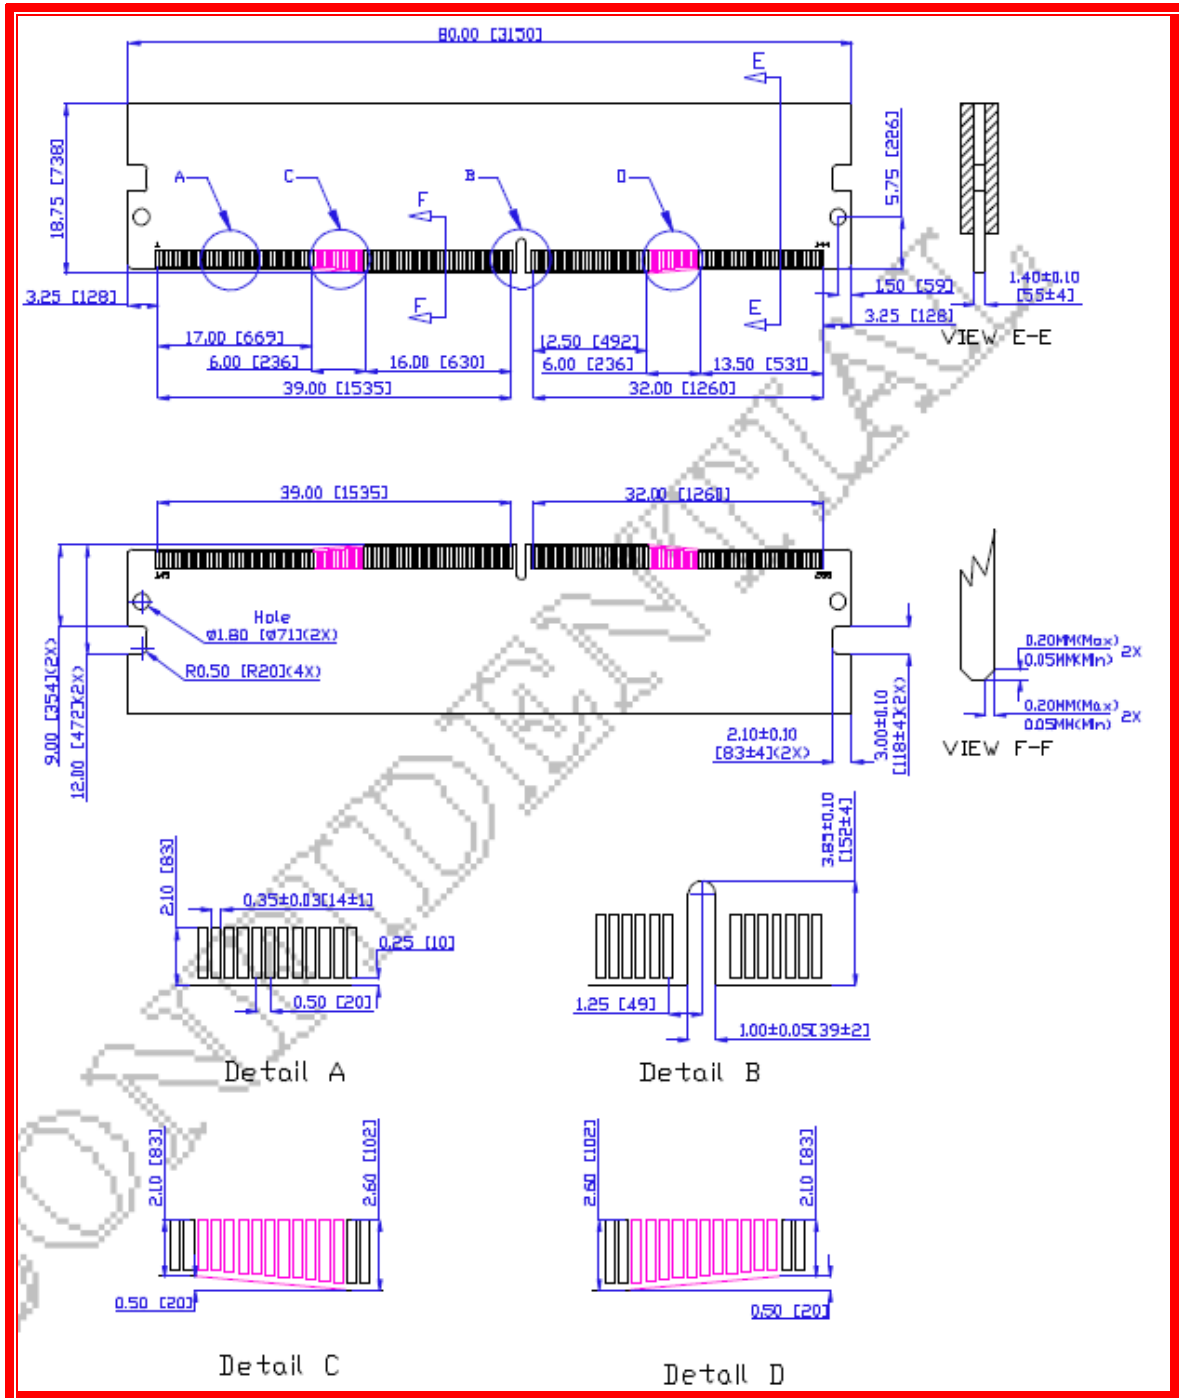 80.00 [3150]
E
18.75 [738]
A
C
F
B
D
5.75 [226]
1
144
3.25 [128]
F
E
1.50 [59]
1.40±0.10
[55±4]
3.25 [128]
VIEW E-E
17.00 [669]
12.50 [492]
6.00 [236]
16.00 [630]
6.00 [236]
13.50 [531]
39.00 [1535]
32.00 [1260]
39.00 [1535]
32.00 [1260]
Hole
ø1.80 [ø71](2X)
R0.50 [R20](4X)
9.00 [354](2X)
12.00 [472](2X)
2.10±0.10
[83±4](2X)
3.00±0.10
[118±4](2X)
0.20MM(Max)
0.05MM(Min)
2X
0.20MM(Max)
0.05MM(Min)
2X
VIEW F-F
2.10 [83]
0.35±0.03[14±1]
0.25 [10]
0.50 [20]
Detail A
3.85±0.10
[152±4]
1.25 [49]
1.00±0.05[39±2]
Detail B
2.10 [83]
2.60 [102]
0.50 [20]
Detail C
2.60 [102]
2.10 [83]
0.50 [20]
Detail D
CONFIDENTIAL